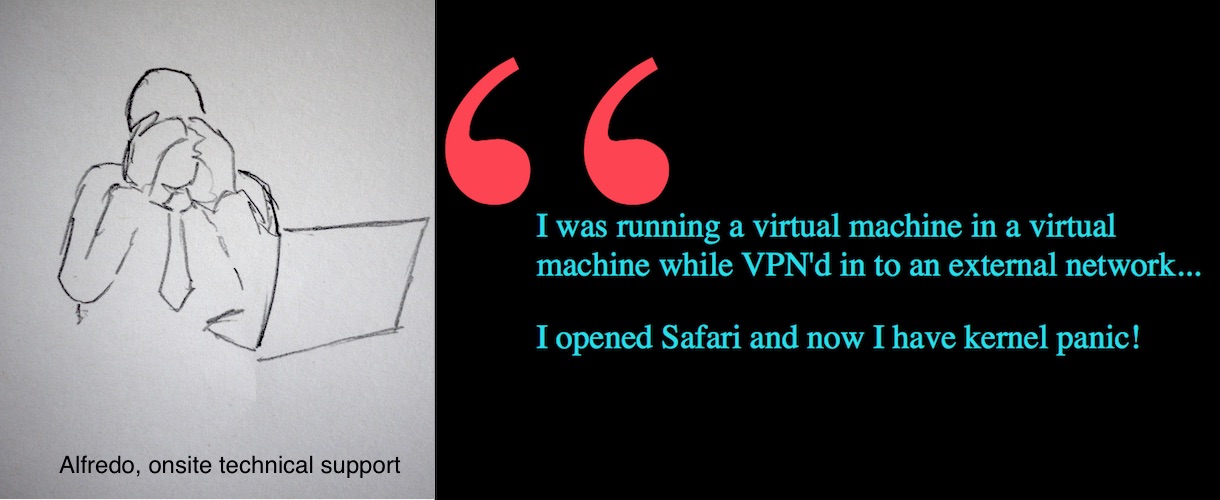 I was running a virtual machine in a virtual
machine while VPN'd in to an external network...
I opened Safari and now I have kernel panic!
Alfredo, onsite technical support